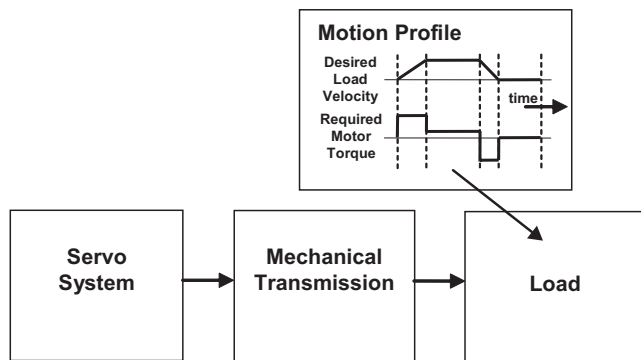 Motion Profile
Desired
Load
Velocity
time
Required
Motor
Torque
Servo
System
Mechanical
Transmission
Load